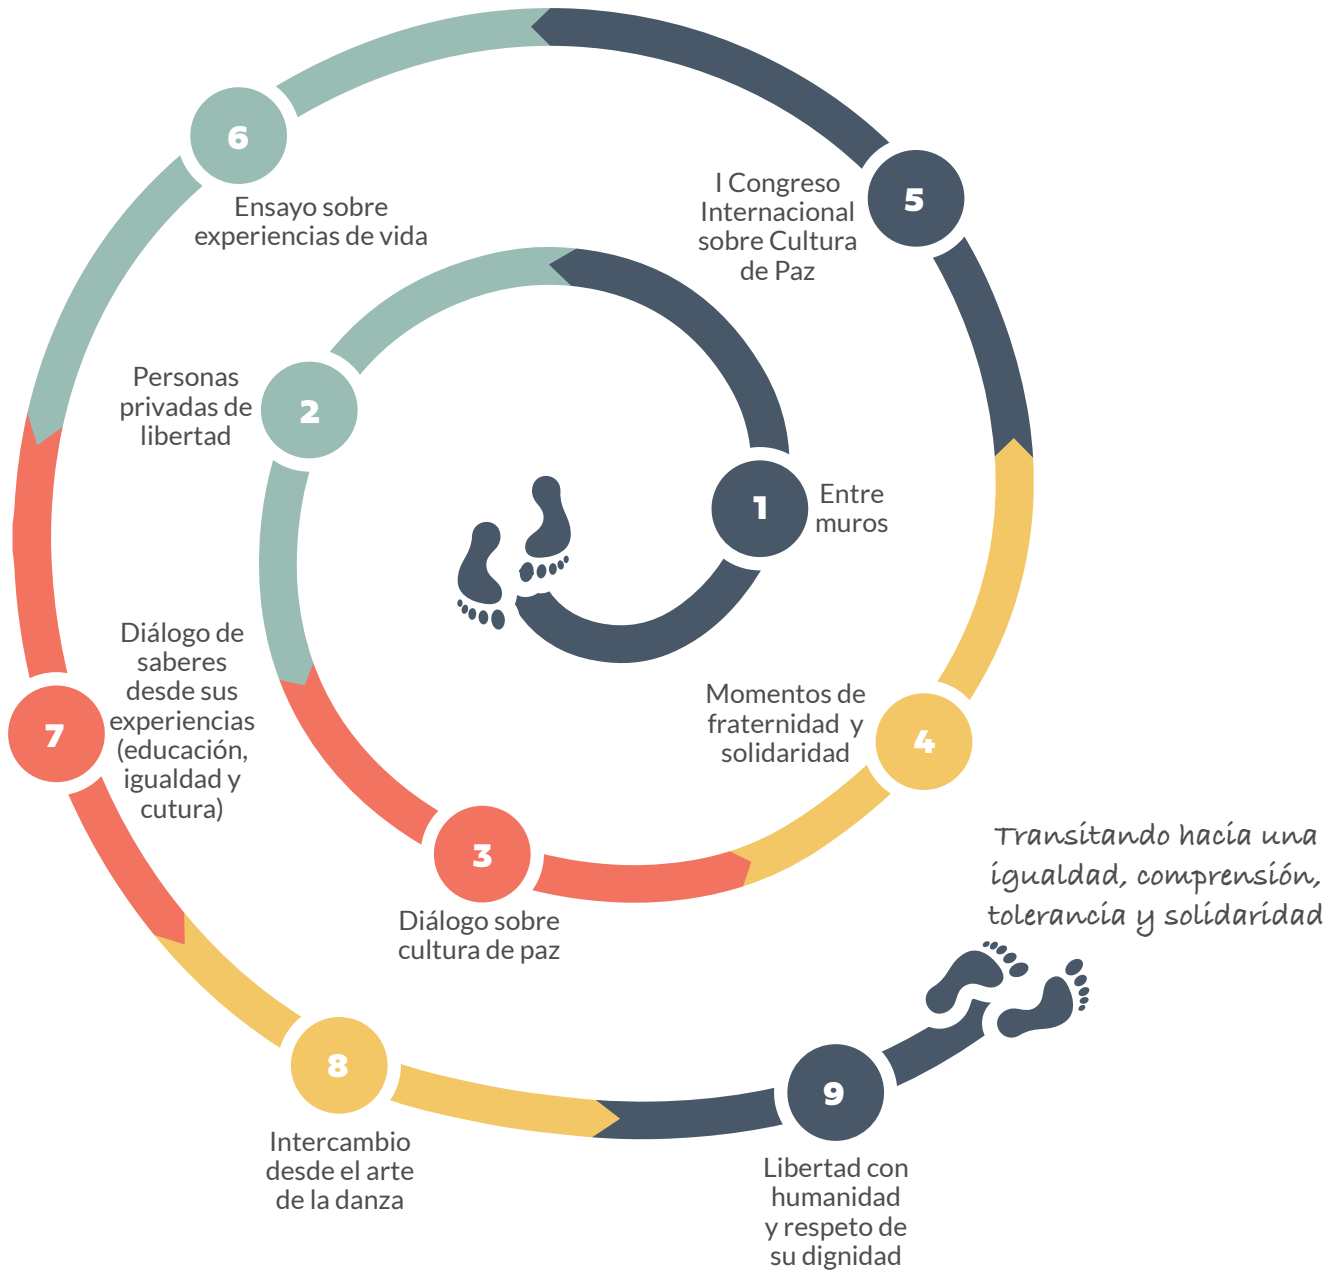 1
Entre
muros
2
Personas
privadas de
libertad
3
Diálogo sobre
cultura de paz
4
Momentos de
fraternidad y
solidaridad
5
I Congreso
Internacional
sobre Cultura
de Paz
6
Ensayo sobre
experiencias de vida
7
Diálogo de
saberes
desde sus
experiencias
(educación,
igualdad y
cutura)
8
Intercambio
desde el arte
de la danza
9
Libertad con
humanidad
y respeto de
su dignidad
Transitando hacia una
igualdad, comprensión,
tolerancia y solidaridad